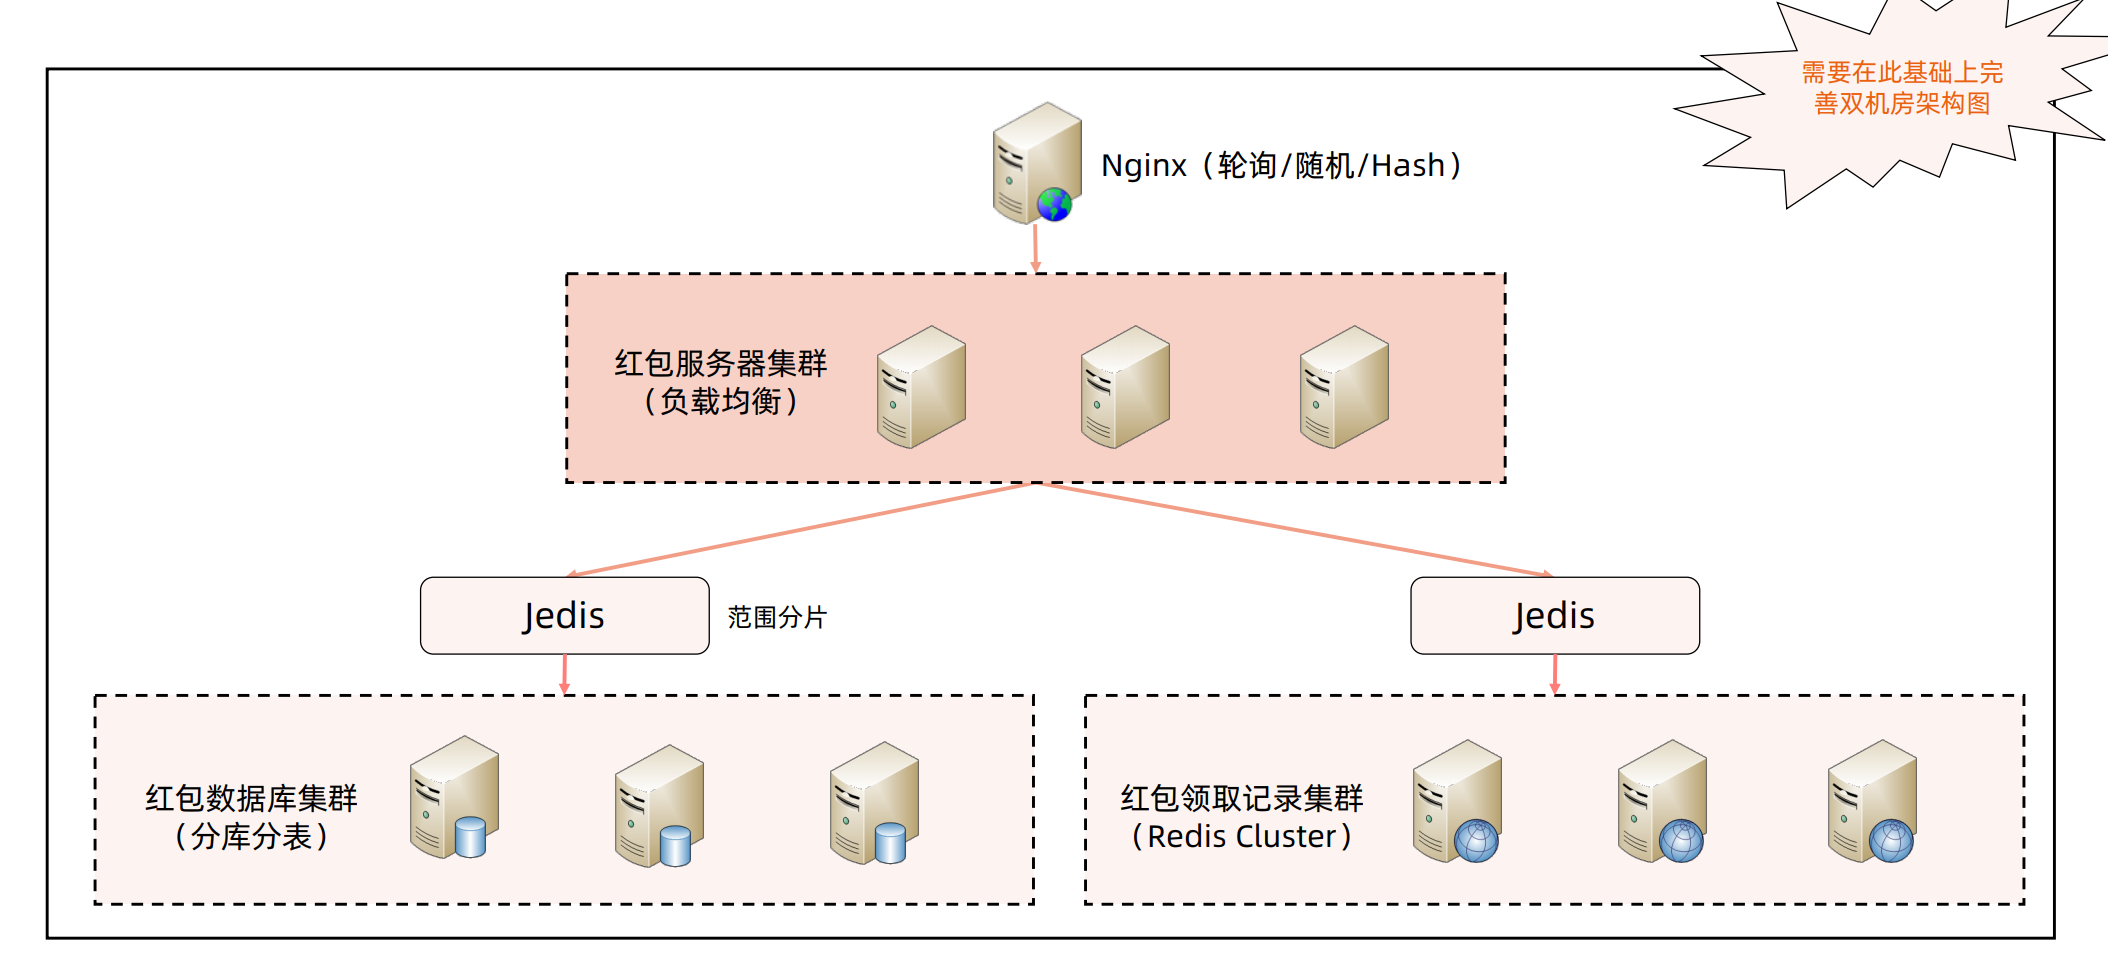 需要在此基础上完
善双机房架构图
Nginx（轮询/随机/Hash）
红包服务器集群
（负载均衡）
Jedis
范围分片
Jedis
红包数据库集群
（分库分表）
红包领取记录集群
（Redis Cluster）